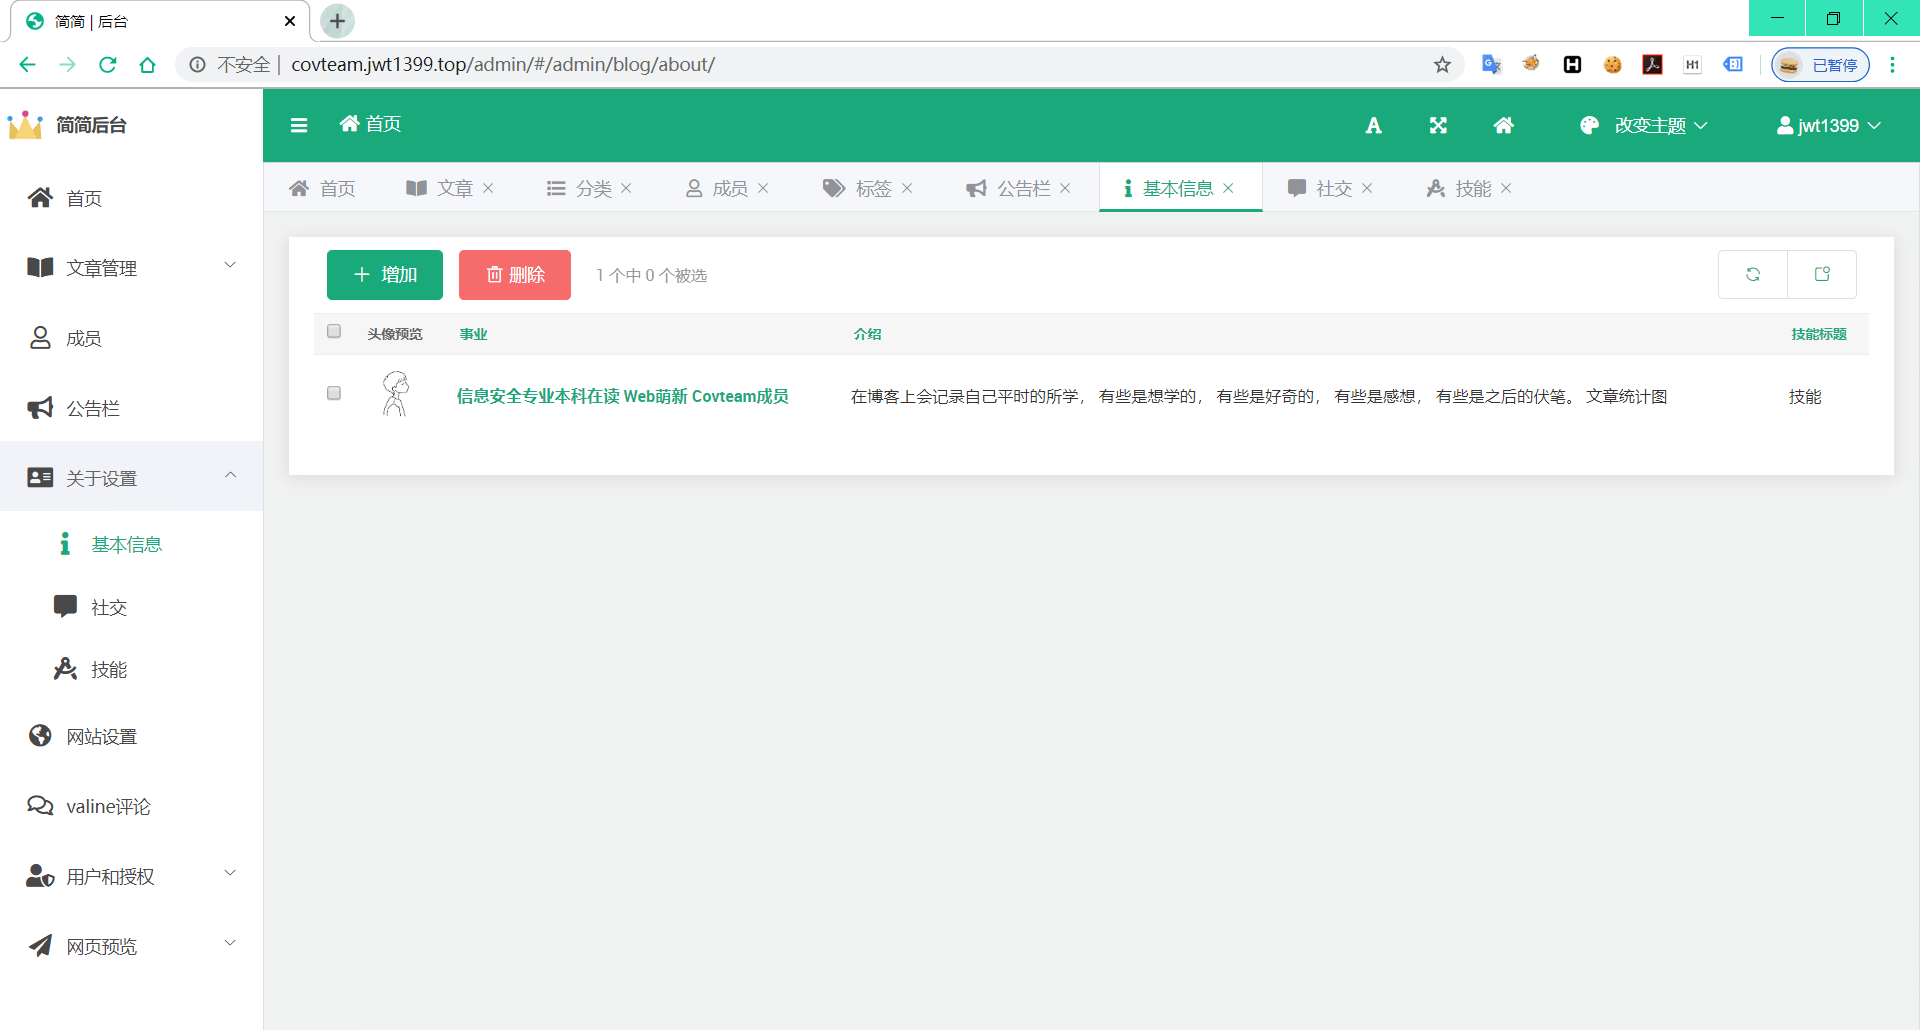 简简 | 后台
不安全 | covteam.jwt1399.top/admin/#/admin/blog/about/
H
H1
已暂停
简简后台
首页
A
改变主题
jwt1399
首页
文章
分类
成员
标签
公告栏
基本信息
社交
技能
首页
文章管理
成员
公告栏
关于设置
基本信息
社交
技能
网站设置
valine评论
用户和授权
网页预览
增加
删除
1 个中 0 个被选
头像预览 事业 介绍 技能标题
信息安全专业本科在读 Web萌新 Covteam成员 在博客上会记录自己平时的所学， 有些是想学的， 有些是好奇的， 有些是感想， 有些是之后的伏笔。 文章统计图 技能